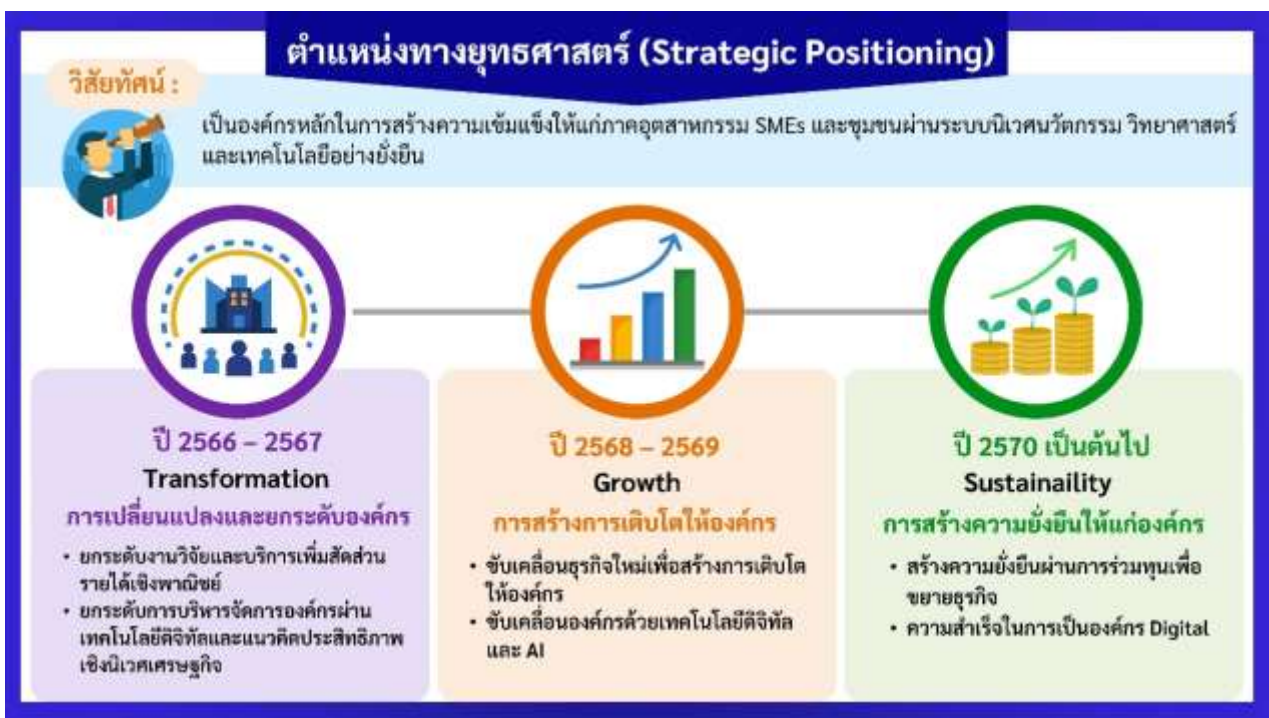 ตำแหน่งทางยุทธศาสตร์ (Strategic Positioning)
วิสัยทัศน์ :
เป็นองค์กรหลักในการสร้างความเข้มแข็งให้แก่ภาคอุตสาหกรรม SMEs และชุมชนผ่านระบบนิเวศนวัตกรรม วิทยาศาสตร์
และเทคโนโลยีอย่างยั่งยืน
ปี 2566 – 2567
Transformation
การเปลี่ยนแปลงและยกระดับองค์กร
• ยกระดับงานวิจัยและบริการเพิ่มสัดส่วน
รายได้เชิงพาณิชย์
• ยกระดับการบริหารจัดการองค์กรผ่าน
เทคโนโลยีดิจิทัลและแนวคิดประสิทธิภาพ
เชิงนิเวศเศรษฐกิจ
ปี 2568 – 2569
Growth
การสร้างการเติบโตให้องค์กร
• ขับเคลื่อนธุรกิจใหม่เพื่อสร้างการเติบโต
ให้องค์กร
• ขับเคลื่อนองค์กรด้วยเทคโนโลยีดิจิทัล
และ AI
ปี 2570 เป็นต้นไป
Sustainaility
การสร้างความยั่งยืนให้แก่องค์กร
• สร้างความยั่งยืนผ่านการร่วมทุนเพื่อ
ขยายธุรกิจ
• ความสำเร็จในการเป็นองค์กร Digital